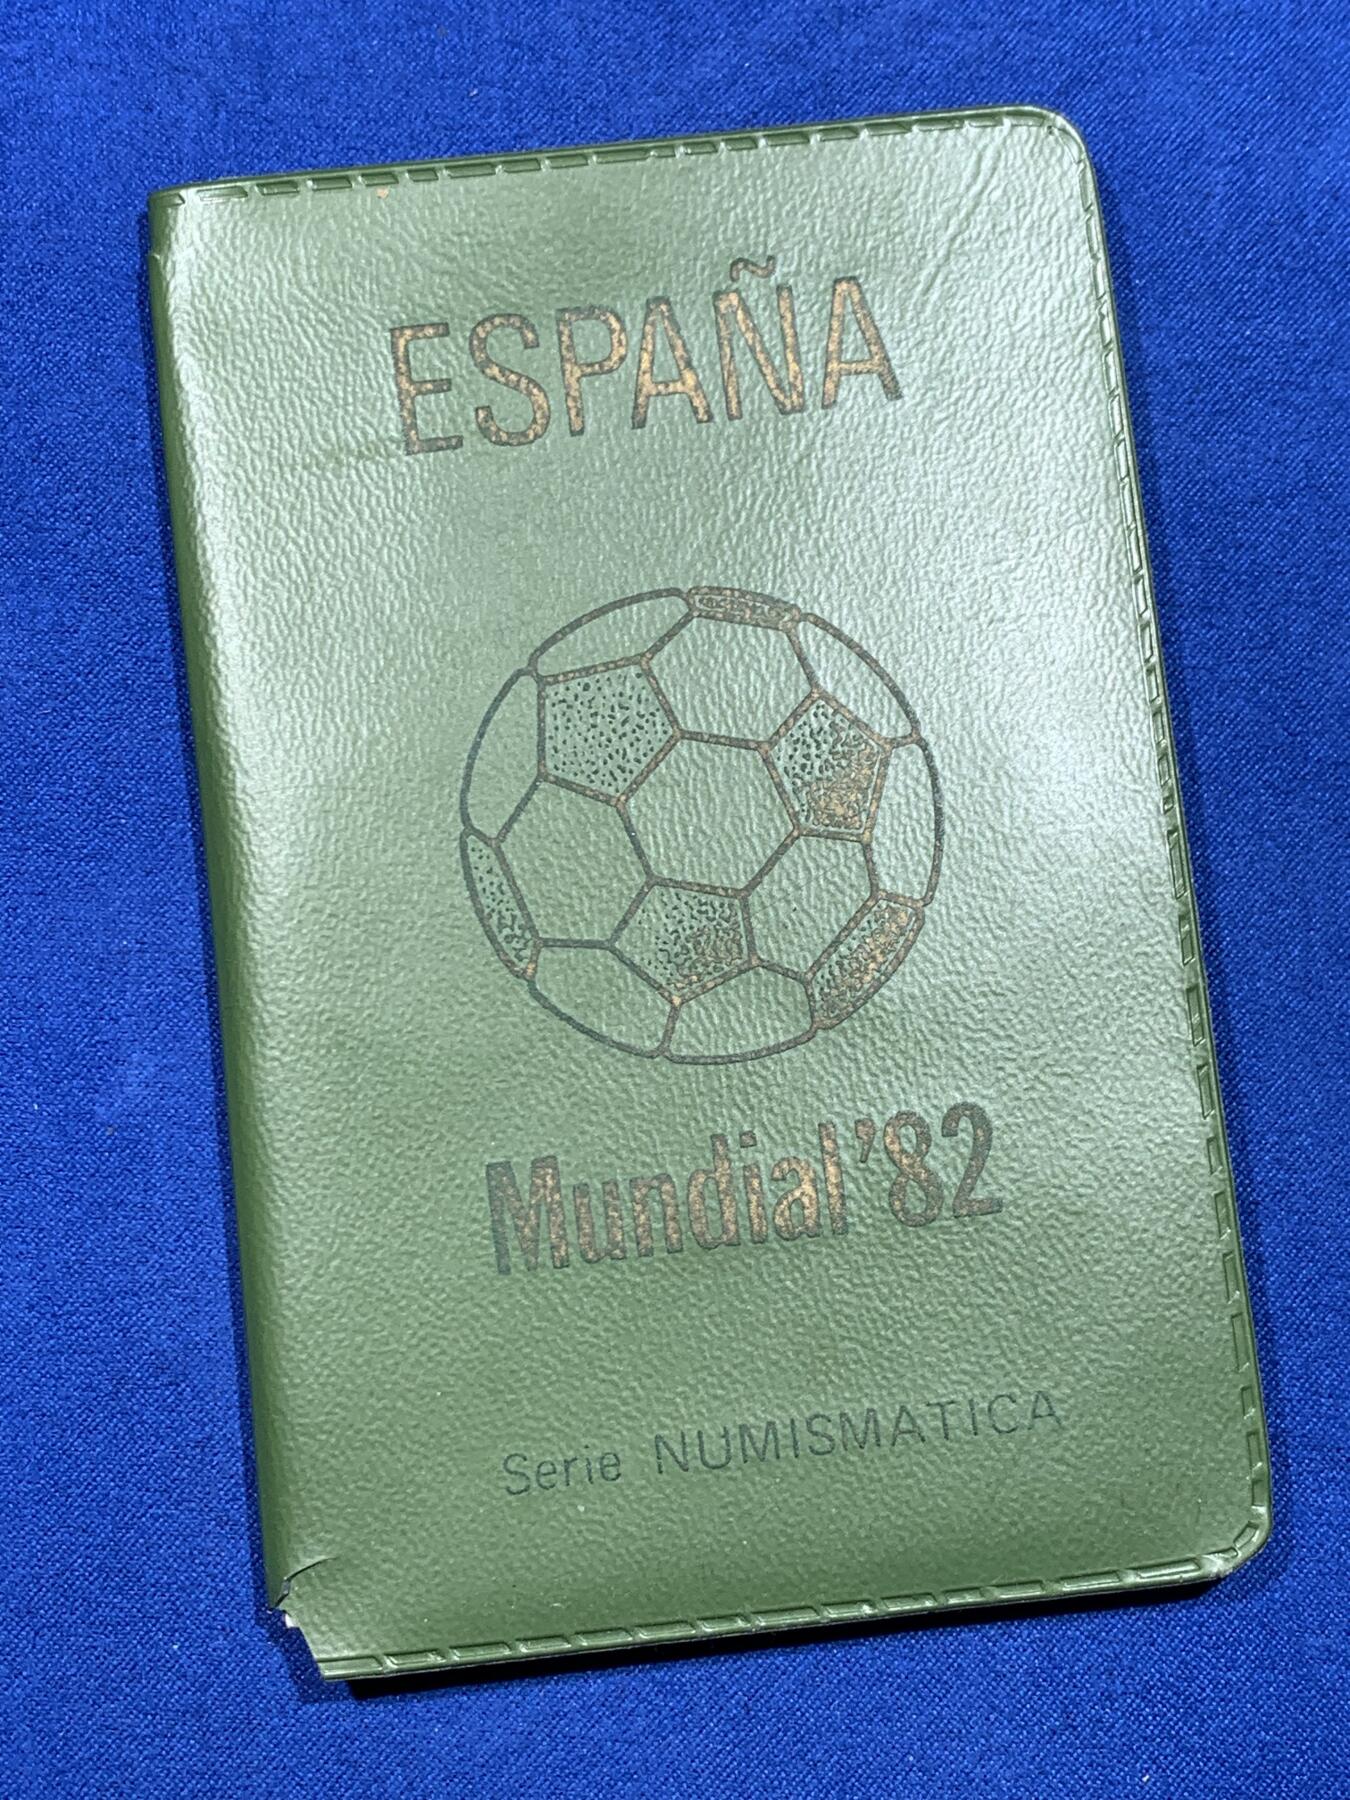 ESPAÑA
Mundial '82
Serie NUMISMATICA